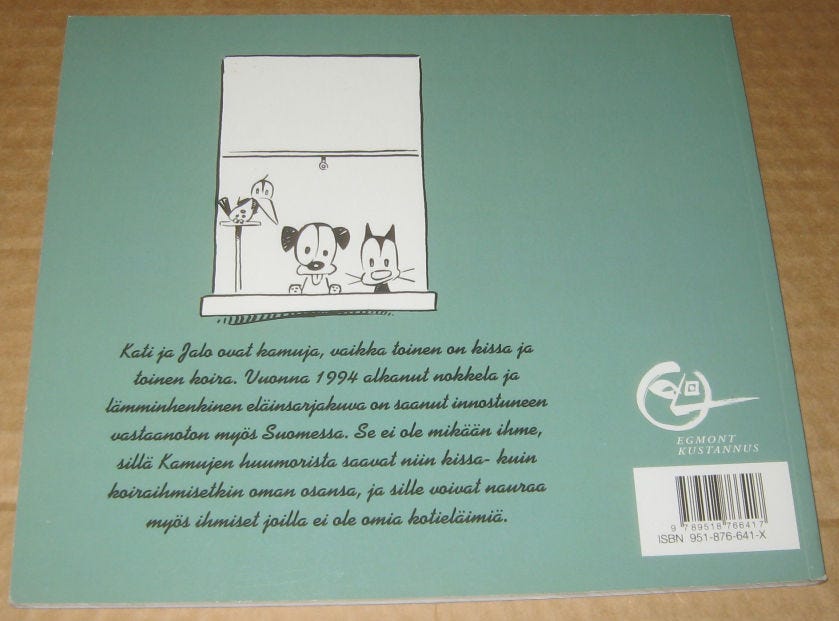 Kati ja Jalo ovat kamuja, vaikka toinen on kissa ja
toinen koira. Vuonna 1994 alkanut nokkela ja
lämminhenkinen eläinsarjakuva on saanut innostuneen
vastaanoton myös Suomessa. Se ei ole mikään ihme,
sillä Kamujen huumorista saavat niin kissa- kuin
koiraihmisetkin oman osansa, ja sille voivat nauraa
myös ihmiset joilla ei ole omia kotieläimiä.
EGMONT
KUSTANNUS
9 789518 766417
ISBN 951-876-641-X